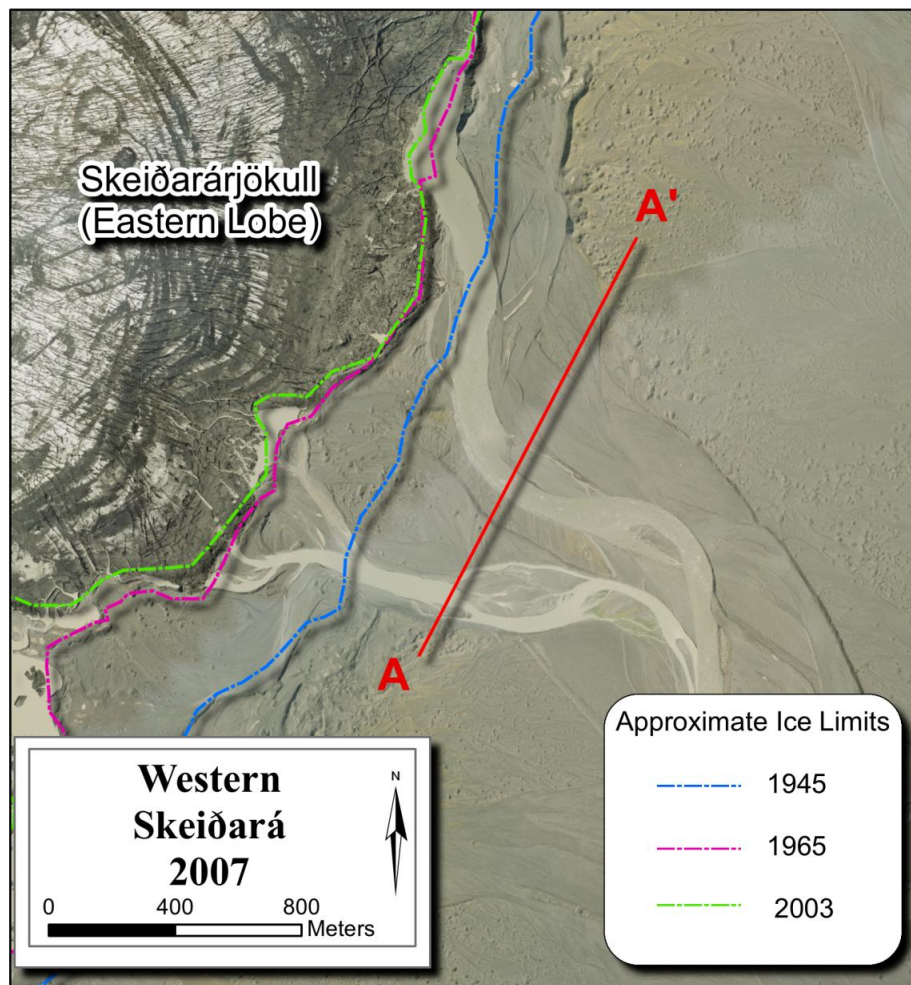 Skeiðarárjökull
(Eastern Lobe)
A'
A
Approximate Ice Limits
1945
1965
2003
Western
Skeiðará
2007
N
0 400 800
Meters